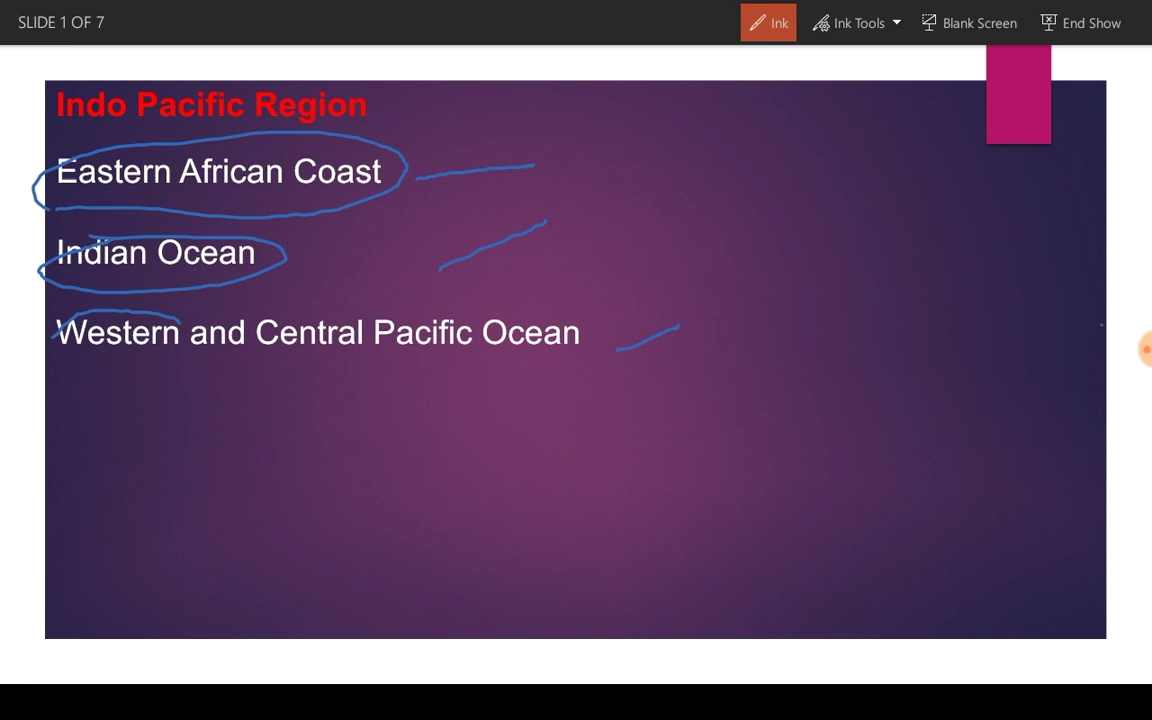 SLIDE 1 OF 7
Ink
Ink Tools
Blank Screen
End Show
Indo Pacific Region
Eastern African Coast
Indian Ocean
Western and Central Pacific Ocean